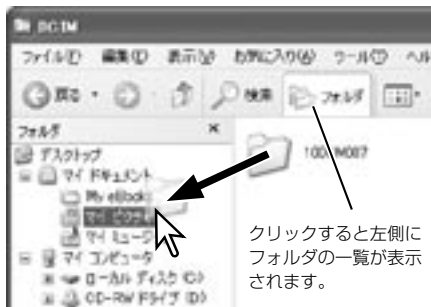 DCIM
ファイル(F) 編集(E) 表示(V) お気に入り(A) ツール(T) ヘル
戻る 検索 フォルダ
フォルダ ×
デスクトップ
マイ ドキュメント
My eBooks
マイ ピクチャ
マイ ミュージ
マイ コンピュータ
ローカル ディスク (C:)
CD-RW ドライブ (D:)
クリックすると左側に
フォルダの一覧が表示
されます。